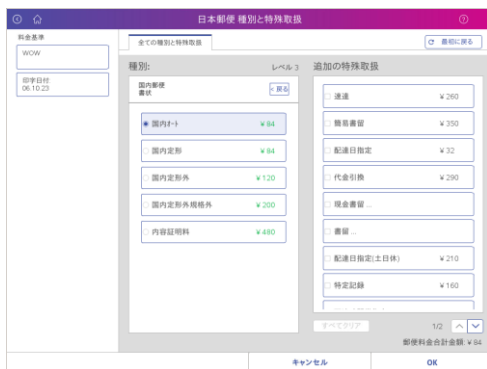 日本郵便 種別と特殊取扱
料金基準
WOW
印字日付
06.10.23
全ての種別と特殊取扱
最初に戻る
種別:
レベル 3
国内郵便
書状
< 戻る
国内ｵｰﾄ ¥ 84
国内定形 ¥ 84
国内定形外 ¥ 120
国内定形外規格外 ¥ 200
内容証明料 ¥ 480
追加の特殊取扱
速達 ¥ 260
簡易書留 ¥ 350
配達日指定 ¥ 32
代金引換 ¥ 290
現金書留 ...
書留 ...
配達日指定(土日休) ¥ 210
特定記録 ¥ 160
すべてクリア
1/2
郵便料金合計金額: ¥ 84
キャンセル
OK